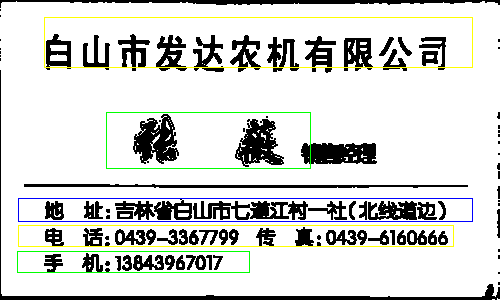 白山市发达农机有限公司
张 薇 销售经理
地 址:吉林省白山市七道江村一社(北线道边)
电 话:0439-3367799 传 真:0439-6160666
手 机:13843967017